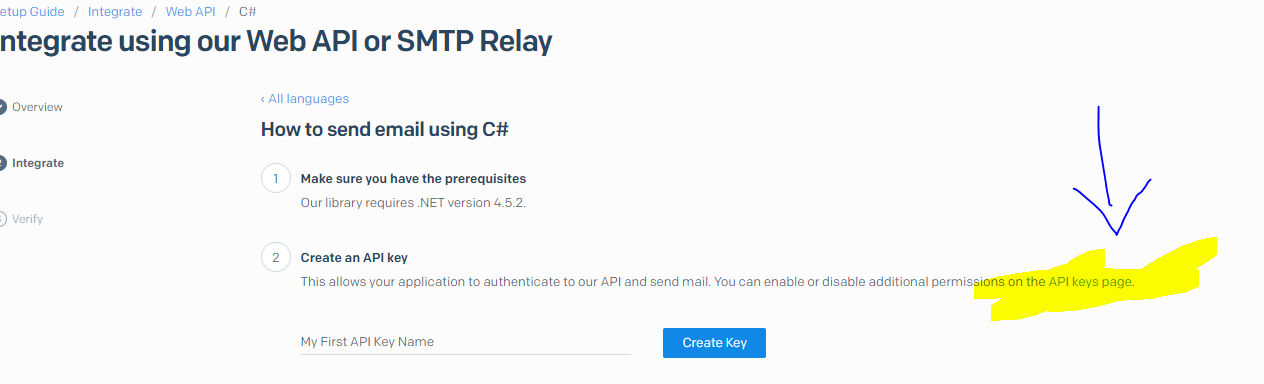 etup Guide / Integrate / Web API / C#
ntegrate using our Web API or SMTP Relay
Overview
‹ All languages
How to send email using C#
Integrate
1 Make sure you have the prerequisites
Our library requires .NET version 4.5.2.
Verify
2 Create an API key
This allows your application to authenticate to our API and send mail. You can enable or disable additional permissions on the API keys page.
My First API Key Name Create Key